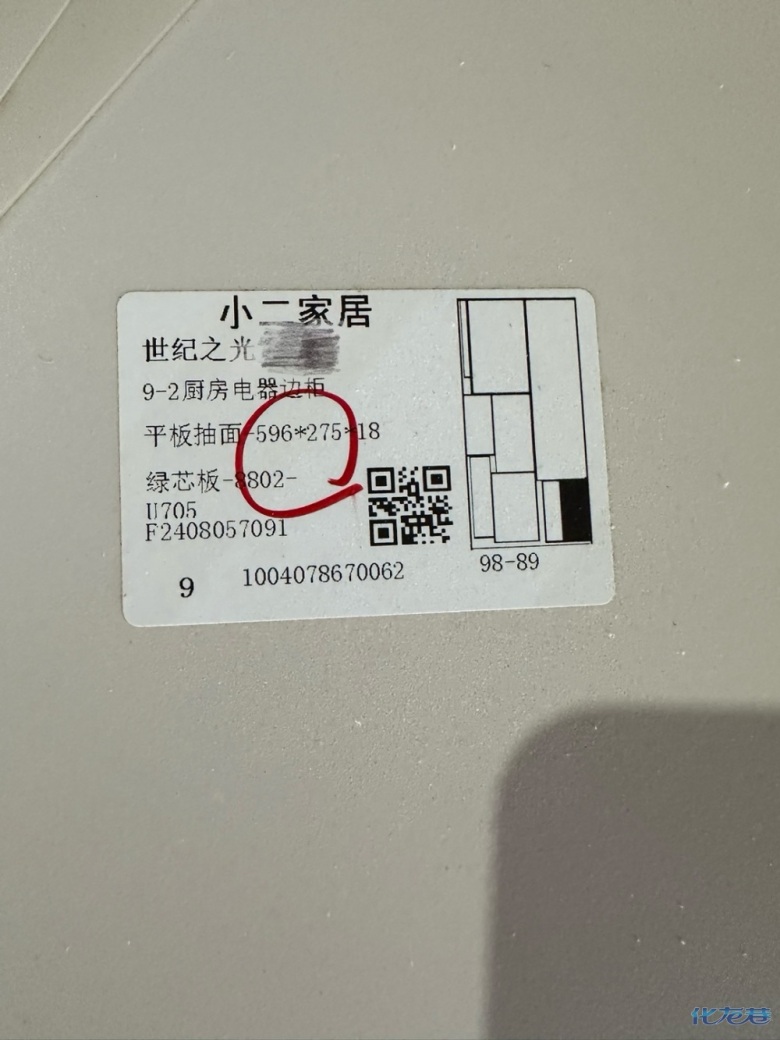 小二家居
世纪之光
9-2厨房电器边柜
平板抽面-596*275*18
绿芯板-8802-
U705
F2408057091
9
1004078670062
98-89
化龙巷